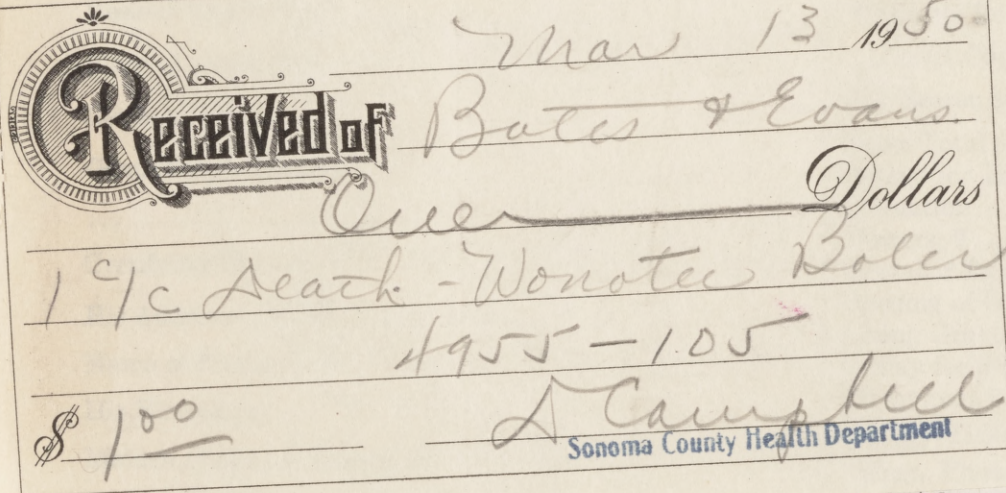 Mar 13 1950
Received of Bates & Evans
One Dollars
1 c/c Death - Wonotee Boler
4955-105
$ 1 00 S Campbell
Sonoma County Health Department